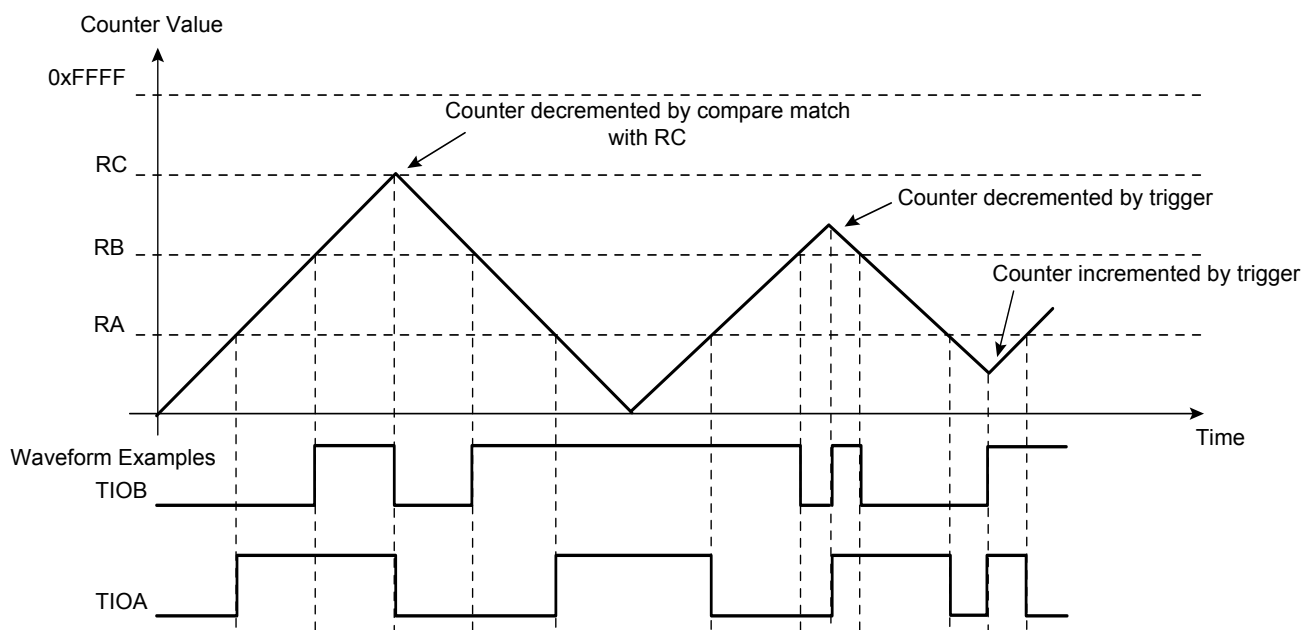 Counter Value
0xFFFF
Counter decremented by compare match
with RC
RC
Counter decremented by trigger
RB
Counter incremented by trigger
RA
Time
Waveform Examples
TIOB
TIOA